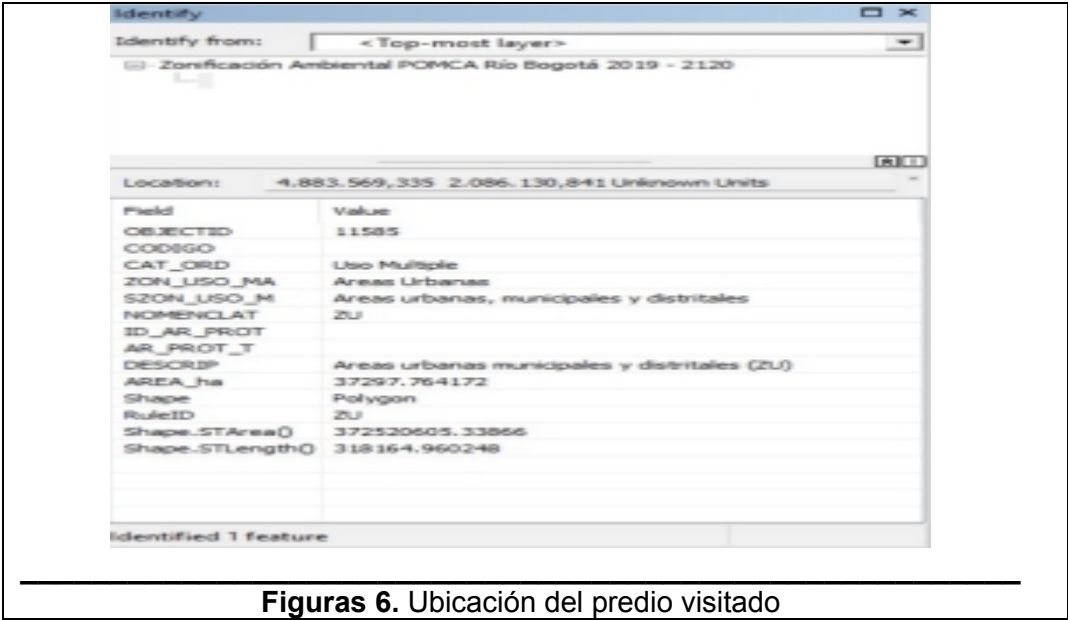 Identify
Identify from: <Top-most layer>
Zonificación Ambiental POMCA Río Bogotá 2019 - 2120
Location: 4.883.569,335 2.086.130,841 Unknown Units
Field Value
OBJECTID 11585
CODIGO
CAT_ORD Uso Multiple
ZON_USO_MA Areas Urbanas
SZON_USO_M Areas urbanas, municipales y distritales
NOMENCLAT ZU
ID_AR_PROT
AR_PROT_T
DESCRIP Areas urbanas municipales y distritales (ZU)
AREA_ha 37297.764172
Shape Polygon
RuleID ZU
Shape.STArea() 372520605.33866
Shape.STLength() 318164.960248
Identified 1 feature
Figuras 6. Ubicación del predio visitado